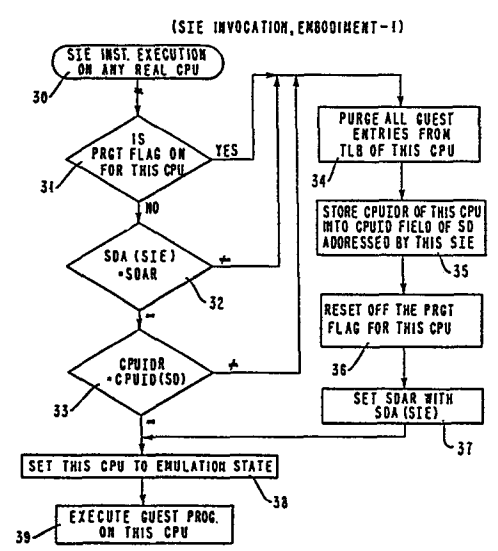 (SIE INVOCATION, EMBODIMENT-1)
SIE INST. EXECUTION
ON ANY REAL CPU
30
IS
PRGT FLAG ON
FOR THIS CPU
31
YES
NO
SDA (SIE)
=SDAR
32
≠
=
CPUIDR
=CPUID(SD)
33
≠
=
PURGE ALL GUEST
ENTRIES FROM
TLB OF THIS CPU
34
STORE CPUIDR OF THIS CPU
INTO CPUID FIELD OF SD
ADDRESSED BY THIS SIE
35
RESET OFF THE PRGT
FLAG FOR THIS CPU
36
SET SDAR WITH
SDA (SIE)
37
SET THIS CPU TO EMULATION STATE
38
EXECUTE GUEST PROG.
ON THIS CPU
39